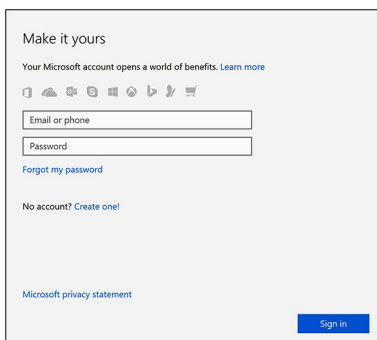 Make it yours
Your Microsoft account opens a world of benefits. Learn more
Email or phone
Password
Forgot my password
No account? Create one!
Microsoft privacy statement
Sign in